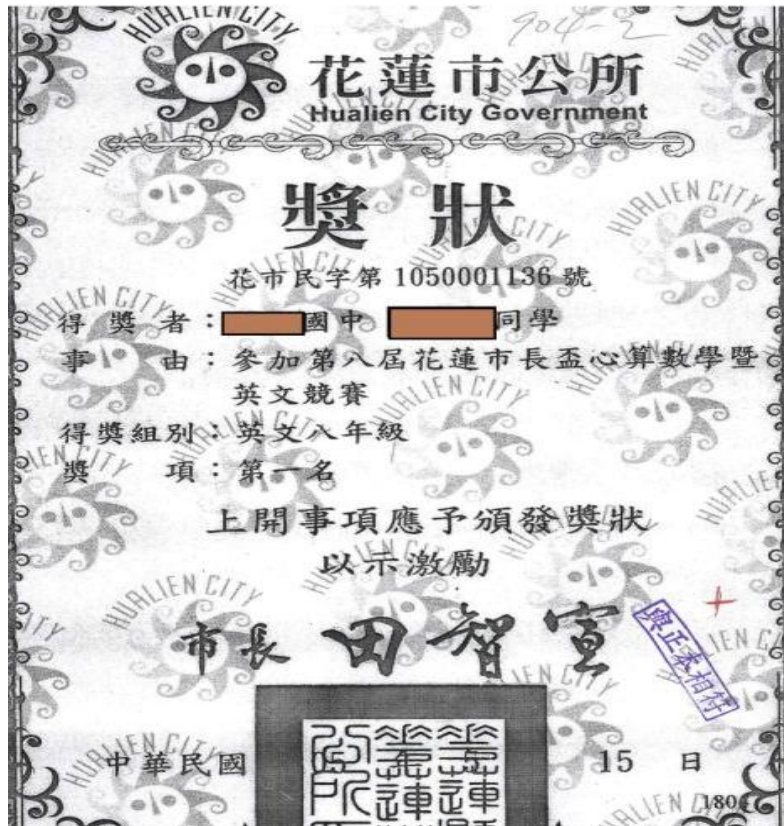 904-2
HUALIEN CITY
花蓮市公所
Hualien City Government
獎狀
花市民字第 1050001136 號
得獎者：國中 同學
事由：參加第八屆花蓮市長盃心算數學暨
英文競賽
得獎組別：英文八年級
獎項：第一名
上開事項應予頒發獎狀
以示激勵
市長 田智宣
與正本相符
中華民國 15 日